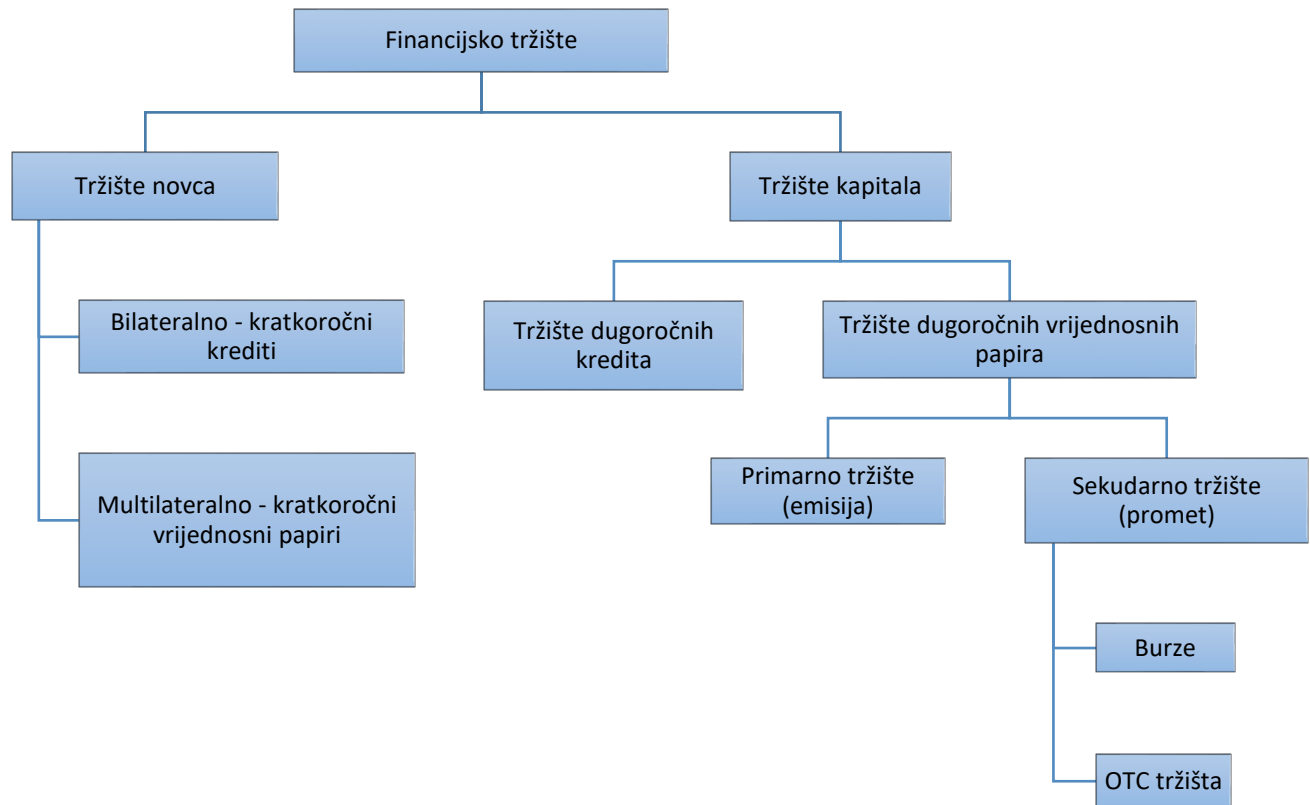 Financijsko tržište
Tržište novca
Tržište kapitala
Bilateralno - kratkoročni
krediti
Multilateralno - kratkoročni
vrijednosni papiri
Tržište dugoročnih
kredita
Tržište dugoročnih vrijednosnih
papira
Primarno tržište
(emisija)
Sekudarno tržište
(promet)
Burze
OTC tržišta